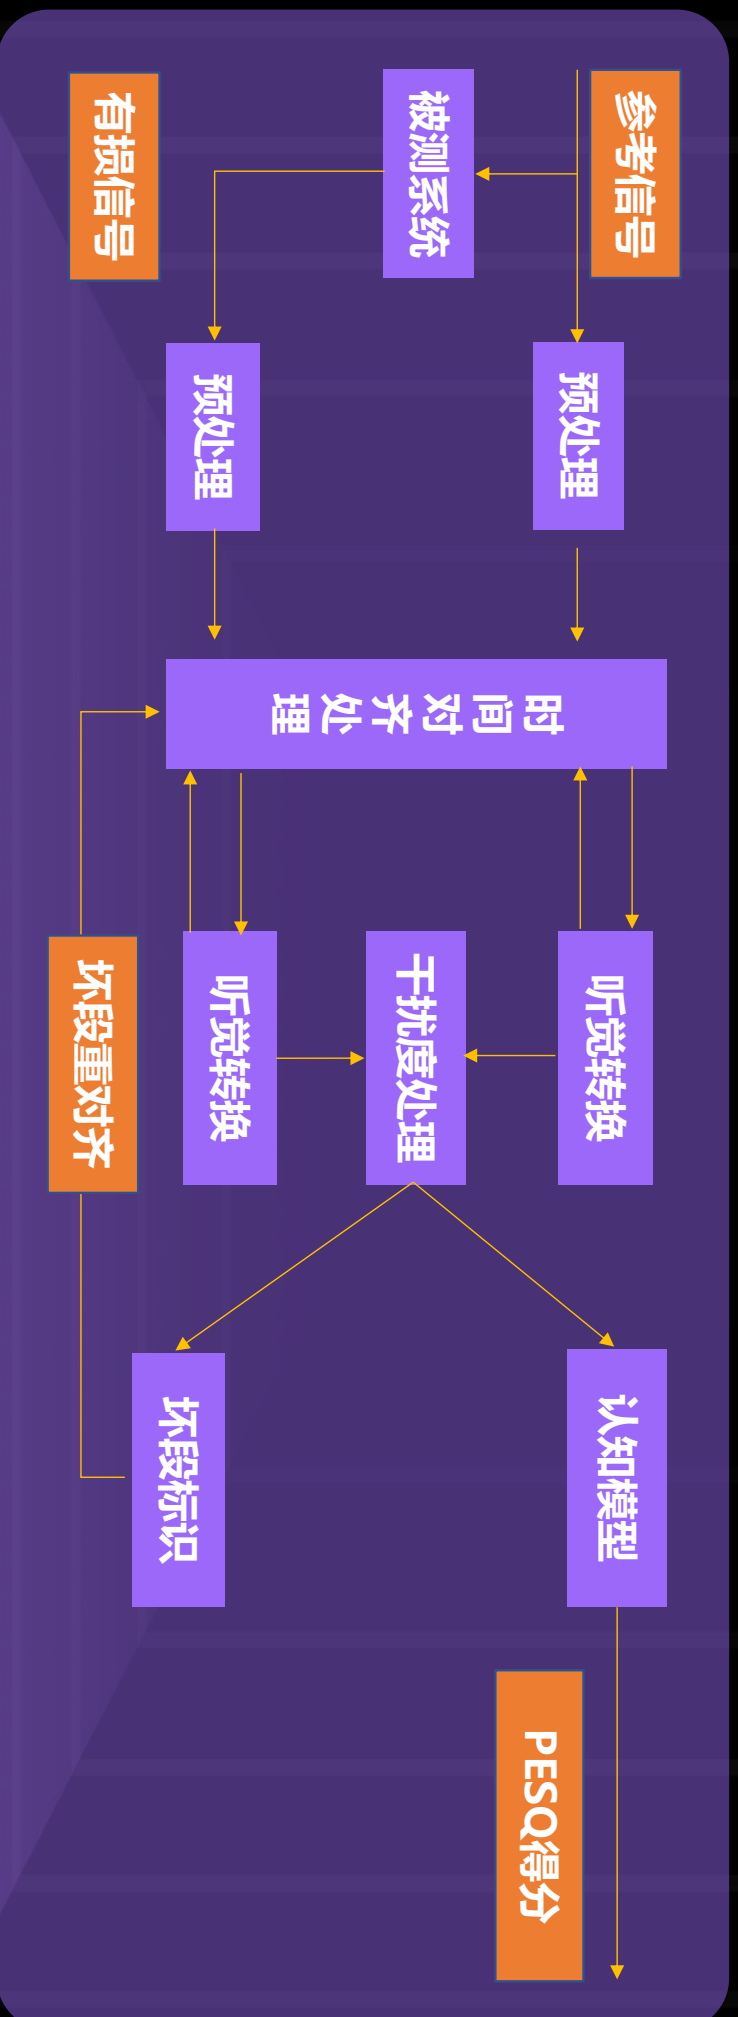 参考信号
预处理
听觉转换
认知模型
PESQ得分
被测系统
时间对齐处理
干扰度处理
有损信号
预处理
听觉转换
坏段标识
坏段重对齐